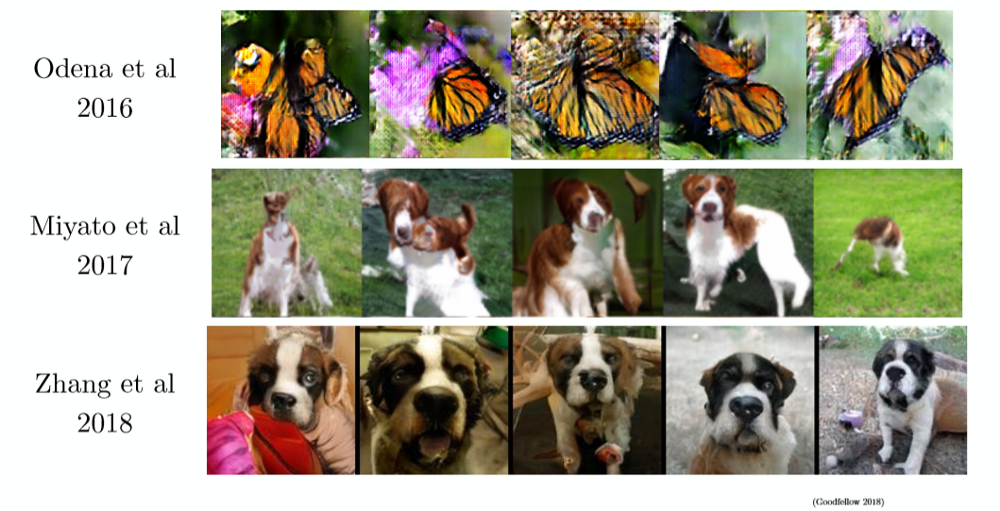 Odena et al
2016
Miyato et al
2017
Zhang et al
2018
(Goodfellow 2018)